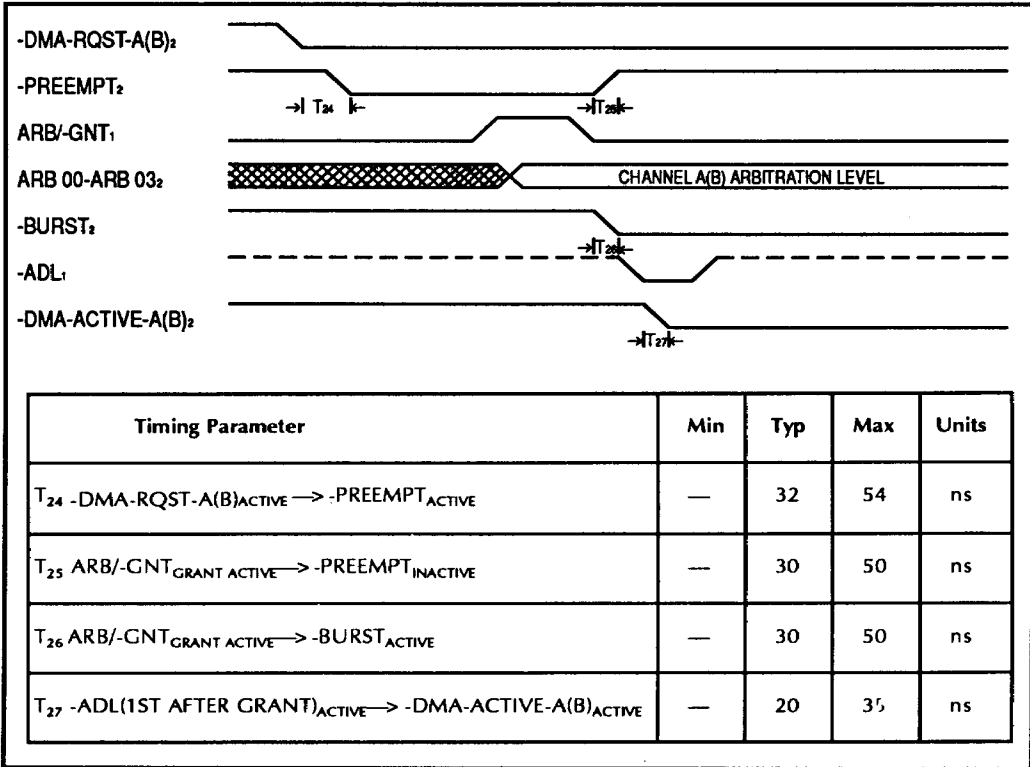 -DMA-RQST-A(B)₂
-PREEMPT₂
T₂₄
T₂₅
ARB/-GNT₁
ARB 00-ARB 03₂
CHANNEL A(B) ARBITRATION LEVEL
-BURST₂
T₂₆
-ADL₁
-DMA-ACTIVE-A(B)₂
T₂₇
Timing Parameter Min Typ Max Units
T₂₄ -DMA-RQST-A(B)ACTIVE —> -PREEMPTACTIVE — 32 54 ns
T₂₅ ARB/-GNTGRANT ACTIVE —> -PREEMPTINACTIVE — 30 50 ns
T₂₆ ARB/-GNTGRANT ACTIVE —> -BURSTACTIVE — 30 50 ns
T₂₇ -ADL(1ST AFTER GRANT)ACTIVE —> -DMA-ACTIVE-A(B)ACTIVE — 20 35 ns